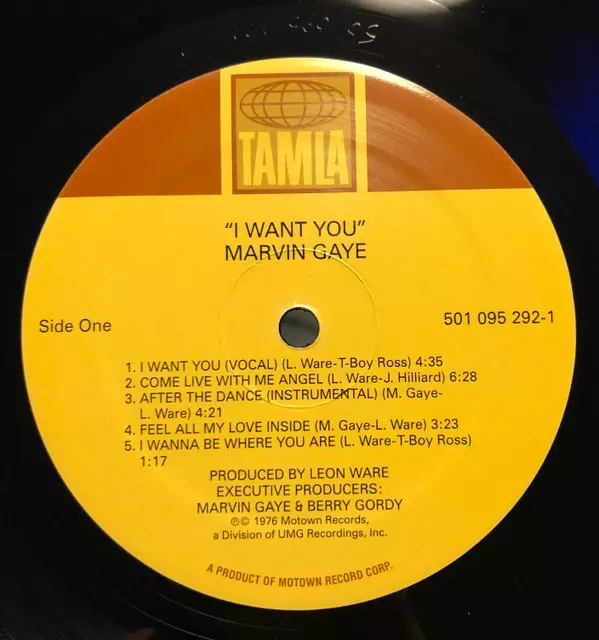 TAMLA
"I WANT YOU"
MARVIN GAYE
Side One
501 095 292-1
1. I WANT YOU (VOCAL) (L. Ware-T-Boy Ross) 4:35
2. COME LIVE WITH ME ANGEL (L. Ware-J. Hilliard) 6:28
3. AFTER THE DANCE (INSTRUMENTAL) (M. Gaye-
L. Ware) 4:21
4. FEEL ALL MY LOVE INSIDE (M. Gaye-L. Ware) 3:23
5. I WANNA BE WHERE YOU ARE (L. Ware-T-Boy Ross)
1:17
PRODUCED BY LEON WARE
EXECUTIVE PRODUCERS:
MARVIN GAYE & BERRY GORDY
℗© 1976 Motown Records,
a Division of UMG Recordings, Inc.
A PRODUCT OF MOTOWN RECORD CORP.